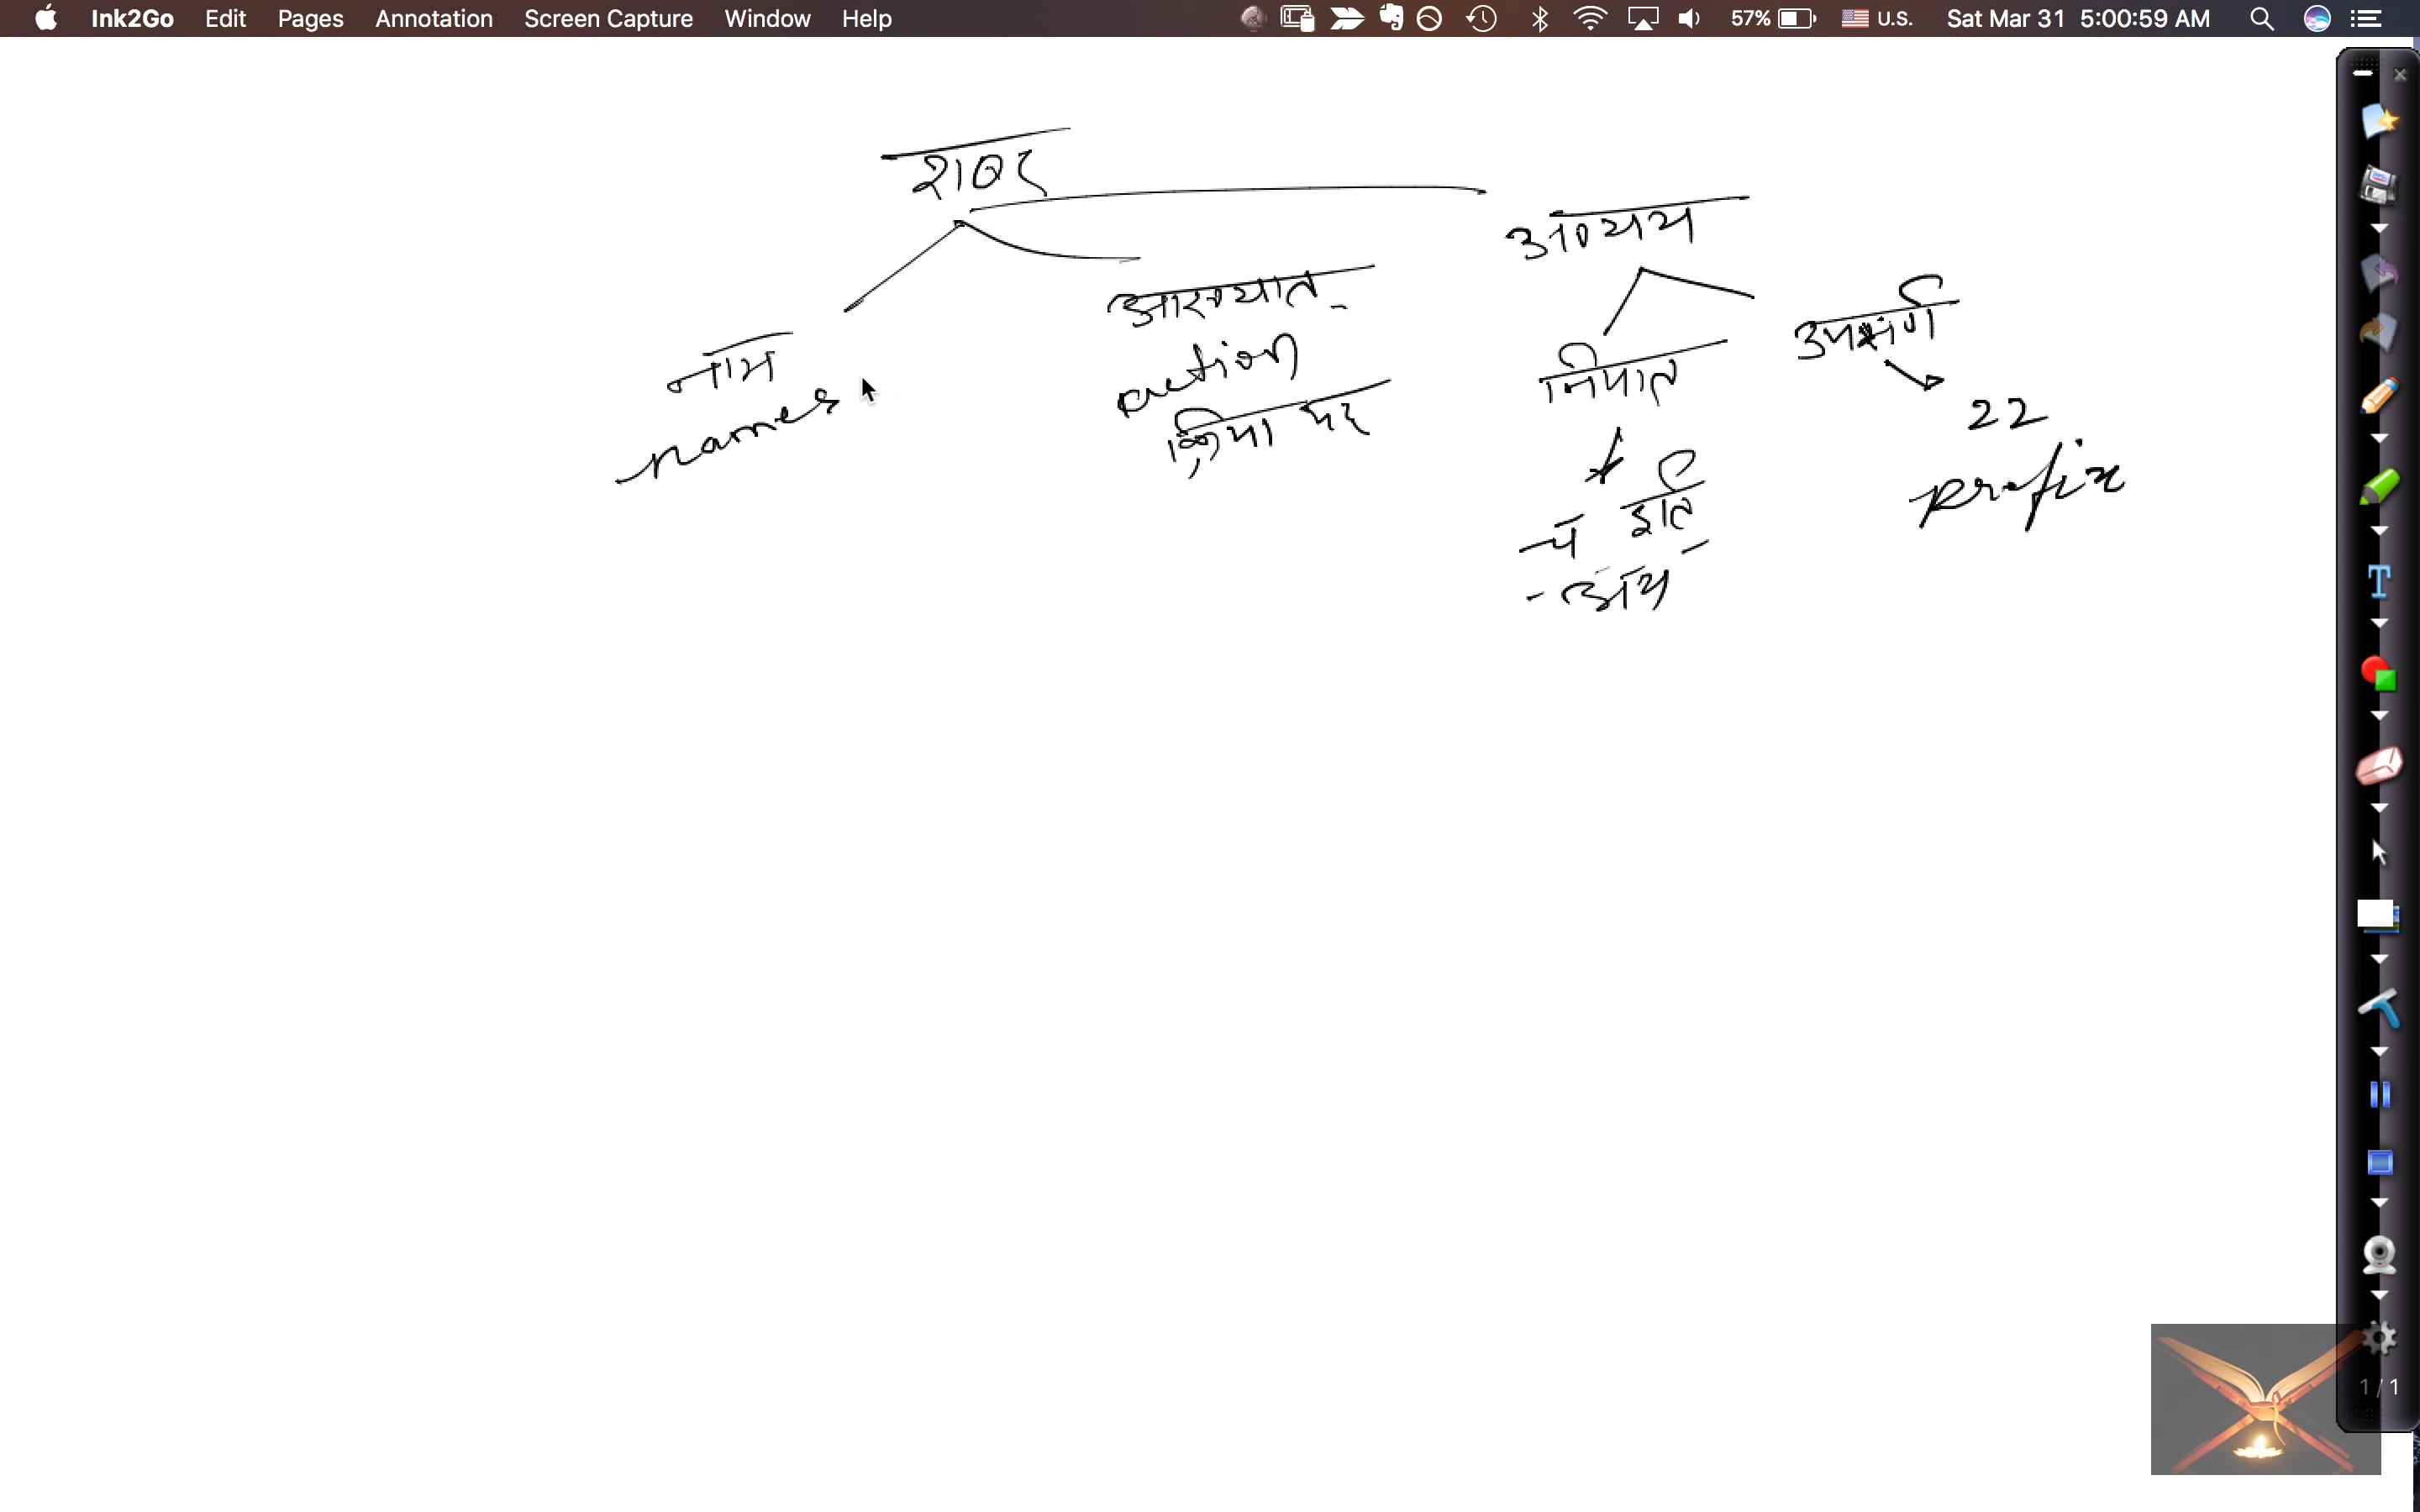 Ink2Go Edit Pages Annotation Screen Capture Window Help 57% U.S. Sat Mar 31 5:00:59 AM
शब्द
अव्यय
आख्यात
उपसर्ग
नाम
action
निपात
names
क्रिया पद
22
prefix
च इति
अथ
T
1 / 1